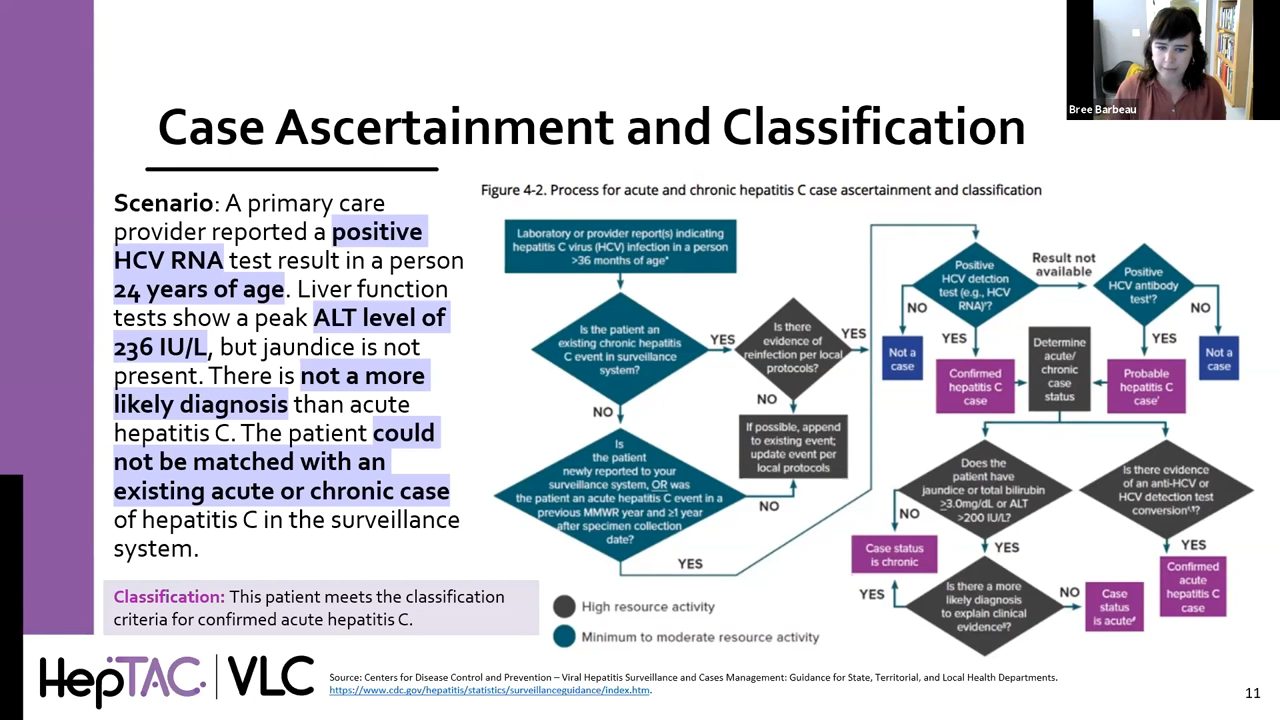 Bree Barbeau
Case Ascertainment and Classification
Scenario: A primary care
provider reported a positive
HCV RNA test result in a person
24 years of age. Liver function
tests show a peak ALT level of
236 IU/L, but jaundice is not
present. There is not a more
likely diagnosis than acute
hepatitis C. The patient could
not be matched with an
existing acute or chronic case
of hepatitis C in the surveillance
system.
Classification: This patient meets the classification
criteria for confirmed acute hepatitis C.
Figure 4-2. Process for acute and chronic hepatitis C case ascertainment and classification
Laboratory or provider report(s) indicating
hepatitis C virus (HCV) infection in a person
>36 months of age*
Is the patient an
existing chronic hepatitis
C event in surveillance
system?
YES
Is there
evidence of
reinfection per local
protocols?
YES
NO
NO
If possible, append
to existing event;
update event per
local protocols
Is
the patient
newly reported to your
surveillance system, OR was
the patient an acute hepatitis C event in a
previous MMWR year and ≥1 year
after specimen collection
date?
NO
YES
Positive
HCV detction
test (e.g., HCV
RNA)†?
Result not
available
Positive
HCV antibody
test†?
NO
YES
YES
NO
Not a
case
Confirmed
hepatitis C
case
Determine
acute/
chronic
case
status
Probable
hepatitis C
case†
Not a
case
Does the
patient have
jaundice or total bilirubin
≥3.0mg/dL or ALT
>200 IU/L?
Is there evidence
of an anti-HCV or
HCV detection test
conversion†,¶?
NO
YES
YES
Case status
is chronic
Confirmed
acute
hepatitis C
case
YES
Is there a more
likely diagnosis
to explain clinical
evidence§?
NO
Case
status
is acute#
High resource activity
Minimum to moderate resource activity
HepTAC VLC
Source: Centers for Disease Control and Prevention – Viral Hepatitis Surveillance and Cases Management: Guidance for State, Territorial, and Local Health Departments.
https://www.cdc.gov/hepatitis/statistics/surveillanceguidance/index.htm.
11